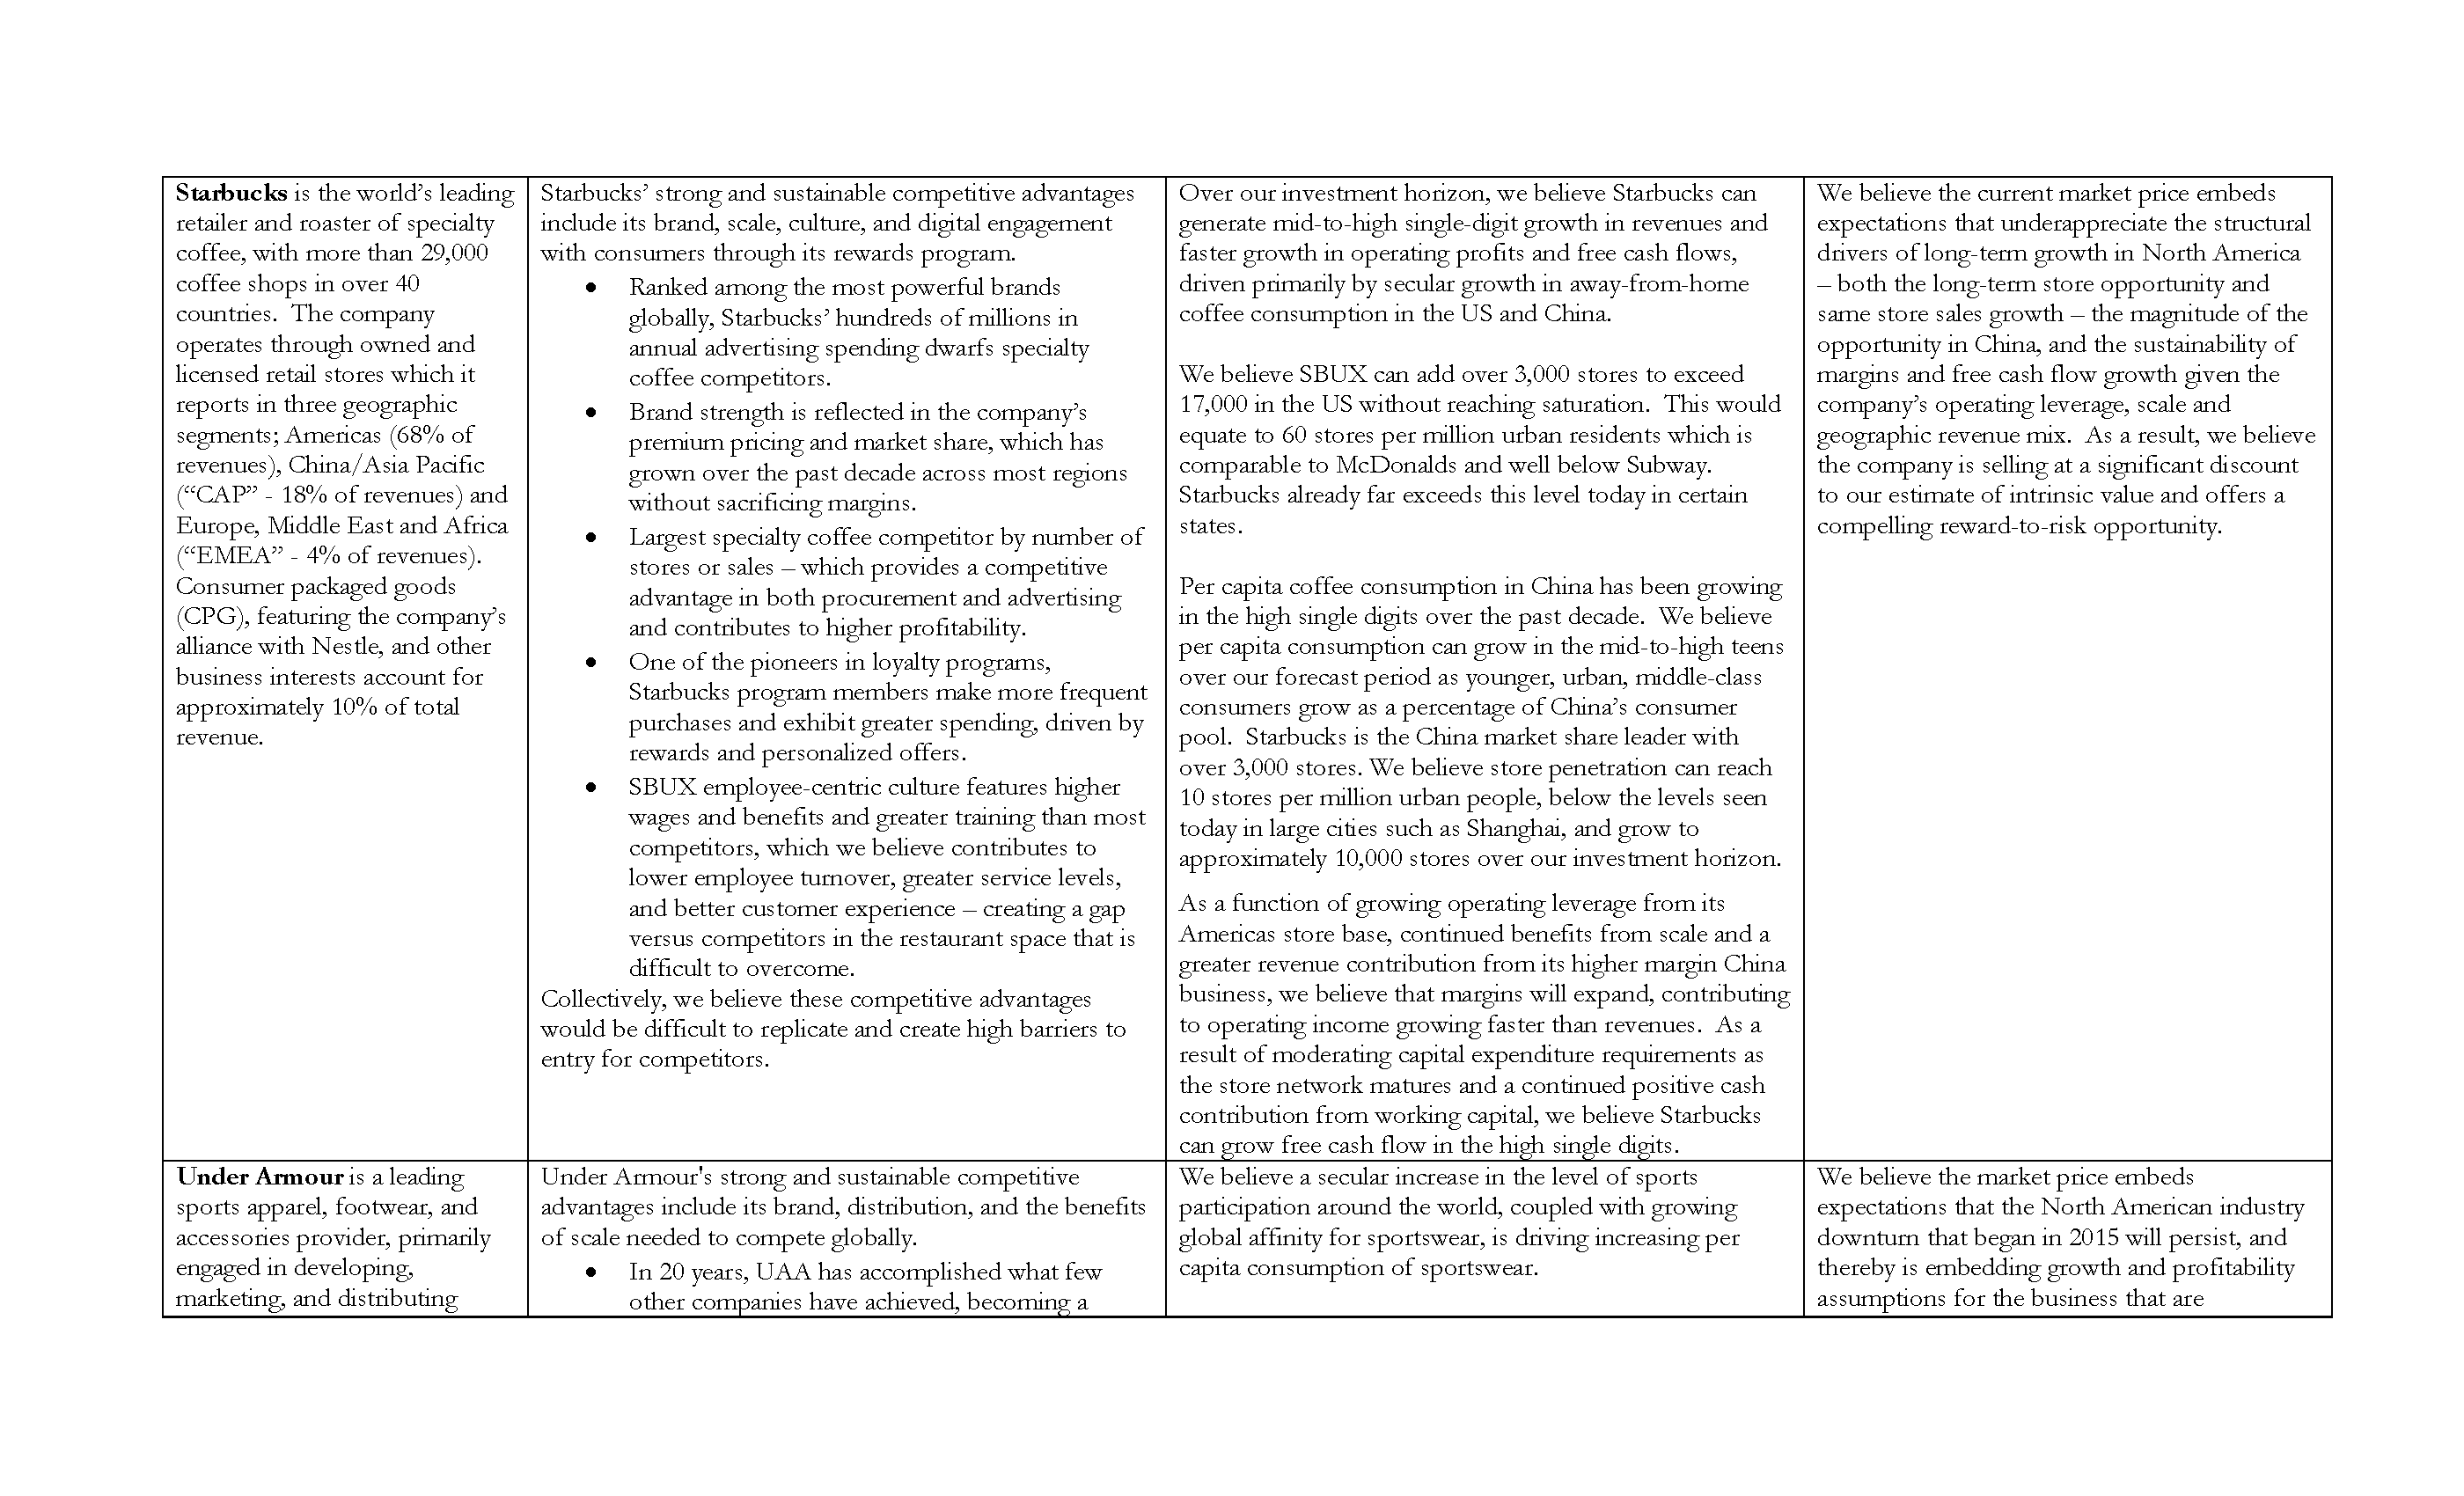 Starbucks is the world's leading
retailer and roaster of specialty
coffee, with more than 29,000
coffee shops in over 40
countries.  The company
operates through owned and
licensed retail stores which it
reports in three geographic
segments; Americas (68% of
revenues), China/Asia Pacific
(“CAP” - 18% of revenues) and
Europe, Middle East and Africa
(“EMEA” - 4% of revenues).
Consumer packaged goods
(CPG), featuring the company’s
alliance with Nestle, and other
business interests account for
approximately 10% of total
revenue.
Starbucks’ strong and sustainable competitive advantages
include its brand, scale, culture, and digital engagement
with consumers through its rewards program.
• Ranked among the most powerful brands
globally, Starbucks’ hundreds of millions in
annual advertising spending dwarfs specialty
coffee competitors.
• Brand strength is reflected in the company’s
premium pricing and market share, which has
grown over the past decade across most regions
without sacrificing margins.
• Largest specialty coffee competitor by number of
stores or sales – which provides a competitive
advantage in both procurement and advertising
and contributes to higher profitability.
• One of the pioneers in loyalty programs,
Starbucks program members make more frequent
purchases and exhibit greater spending, driven by
rewards and personalized offers.
• SBUX employee-centric culture features higher
wages and benefits and greater training than most
competitors, which we believe contributes to
lower employee turnover, greater service levels,
and better customer experience – creating a gap
versus competitors in the restaurant space that is
difficult to overcome.
Collectively, we believe these competitive advantages
would be difficult to replicate and create high barriers to
entry for competitors.
Over our investment horizon, we believe Starbucks can
generate mid-to-high single-digit growth in revenues and
faster growth in operating profits and free cash flows,
driven primarily by secular growth in away-from-home
coffee consumption in the US and China.
We believe SBUX can add over 3,000 stores to exceed
17,000 in the US without reaching saturation.  This would
equate to 60 stores per million urban residents which is
comparable to McDonalds and well below Subway.
Starbucks already far exceeds this level today in certain
states.
Per capita coffee consumption in China has been growing
in the high single digits over the past decade.  We believe
per capita consumption can grow in the mid-to-high teens
over our forecast period as younger, urban, middle-class
consumers grow as a percentage of China’s consumer
pool.  Starbucks is the China market share leader with
over 3,000 stores. We believe store penetration can reach
10 stores per million urban people, below the levels seen
today in large cities such as Shanghai, and grow to
approximately 10,000 stores over our investment horizon.
As a function of growing operating leverage from its
Americas store base, continued benefits from scale and a
greater revenue contribution from its higher margin China
business, we believe that margins will expand, contributing
to operating income growing faster than revenues.  As a
result of moderating capital expenditure requirements as
the store network matures and a continued positive cash
contribution from working capital, we believe Starbucks
can grow free cash flow in the high single digits.
We believe the current market price embeds
expectations that underappreciate the structural
drivers of long-term growth in North America
– both the long-term store opportunity and
same store sales growth – the magnitude of the
opportunity in China, and the sustainability of
margins and free cash flow growth given the
company’s operating leverage, scale and
geographic revenue mix.  As a result, we believe
the company is selling at a significant discount
to our estimate of intrinsic value and offers a
compelling reward-to-risk opportunity.
Under Armour is a leading
sports apparel, footwear, and
accessories provider, primarily
engaged in developing,
marketing, and distributing
Under Armour's strong and sustainable competitive
advantages include its brand, distribution, and the benefits
of scale needed to compete globally.
• In 20 years, UAA has accomplished what few
other companies have achieved, becoming a
We believe a secular increase in the level of sports
participation around the world, coupled with growing
global affinity for sportswear, is driving increasing per
capita consumption of sportswear.
We believe the market price embeds
expectations that the North American industry
downturn that began in 2015 will persist, and
thereby is embedding growth and profitability
assumptions for the business that are